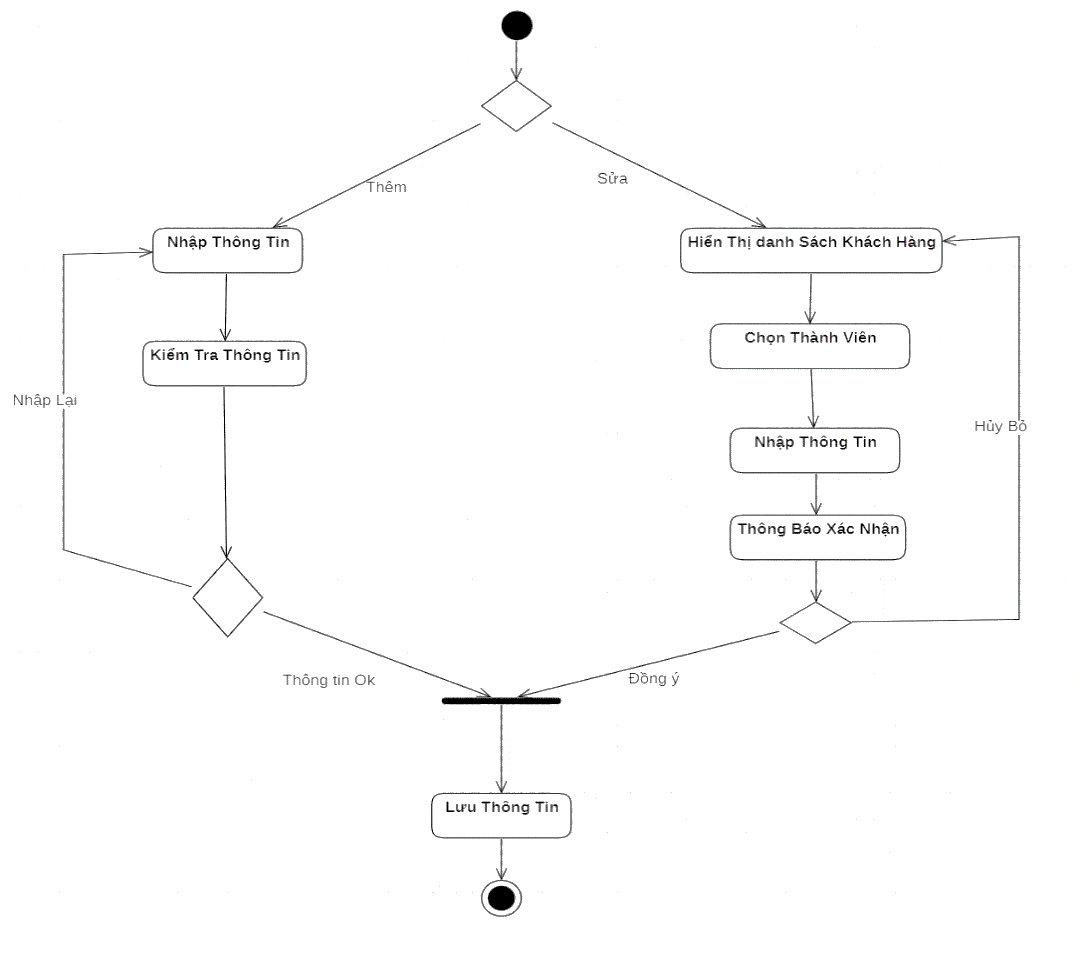 Thêm
Sửa
Nhập Thông Tin
Hiển Thị danh Sách Khách Hàng
Kiểm Tra Thông Tin
Chọn Thành Viên
Nhập Lại
Hủy Bỏ
Nhập Thông Tin
Thông Báo Xác Nhận
Thông tin Ok
Đồng ý
Lưu Thông Tin